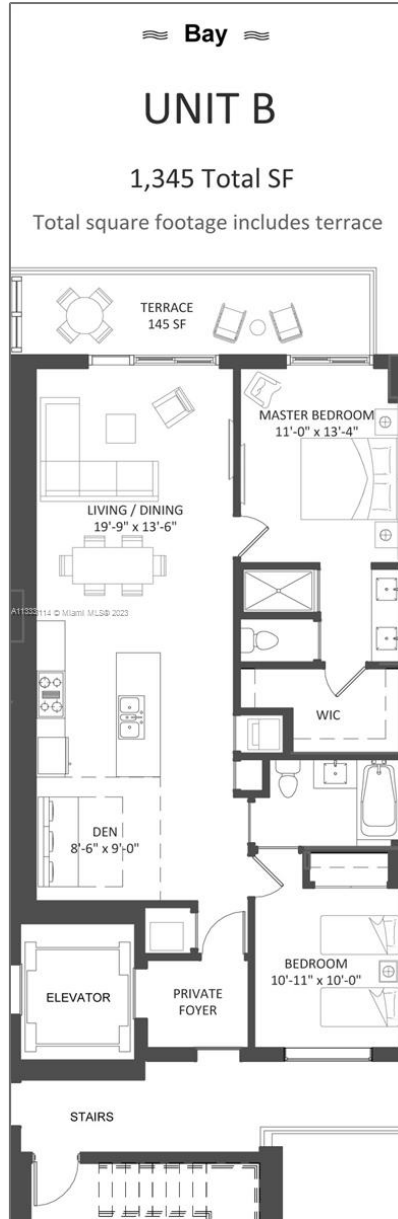 Bay
UNIT B
1,345 Total SF
Total square footage includes terrace
TERRACE
145 SF
MASTER BEDROOM
11'-0" x 13'-4"
LIVING / DINING
19'-9" x 13'-6"
A11333114 © Miami MLS® 2023
WIC
DEN
8'-6" x 9'-0"
BEDROOM
10'-11" x 10'-0"
ELEVATOR
PRIVATE
FOYER
STAIRS